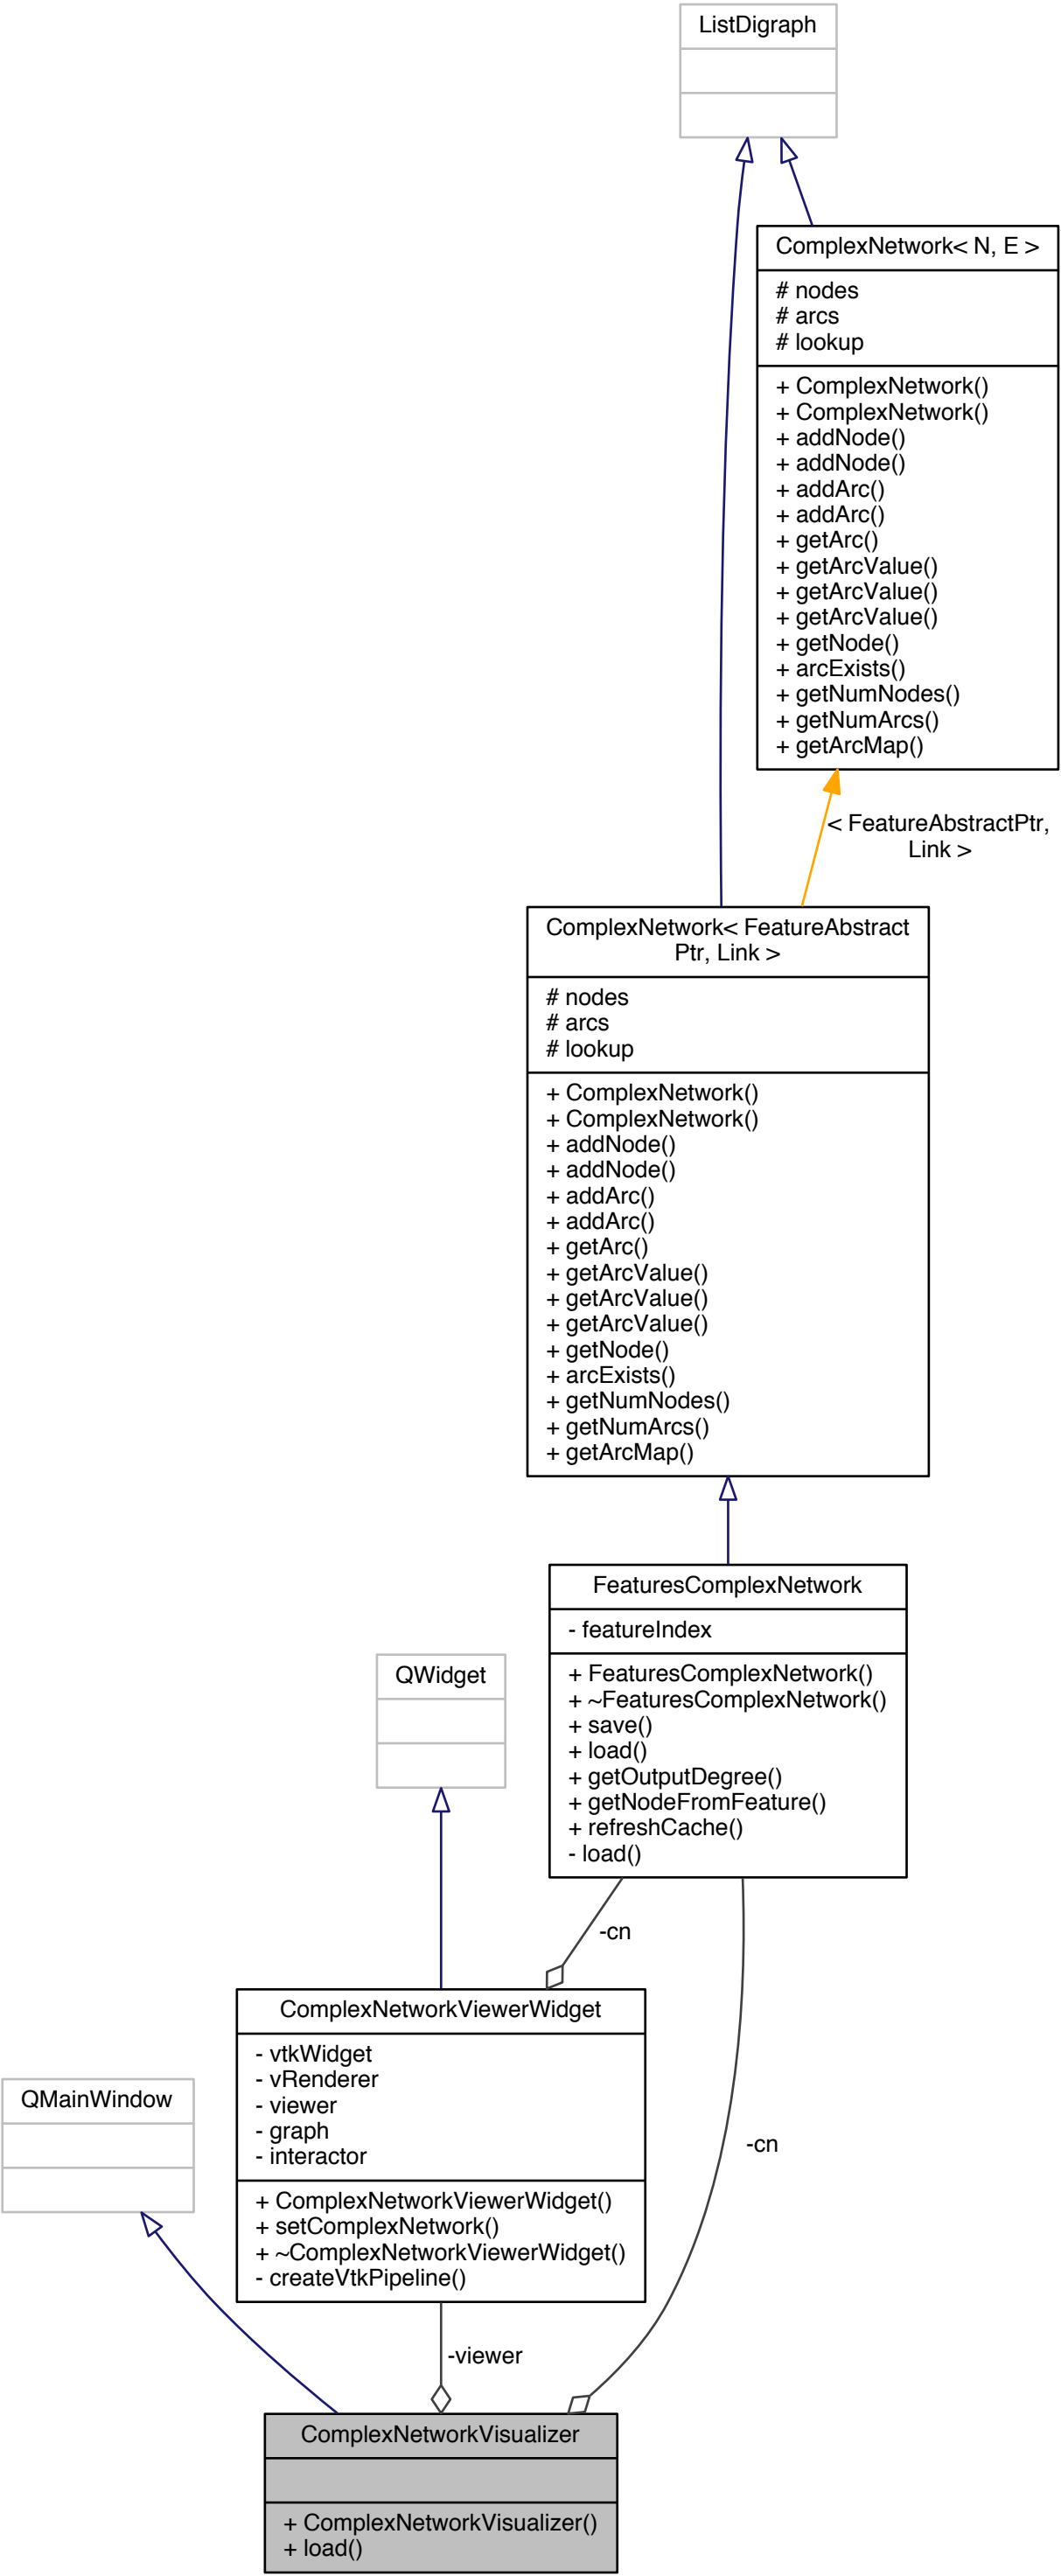 ListDigraph
ComplexNetwork< N, E >
# nodes
# arcs
# lookup
+ ComplexNetwork()
+ ComplexNetwork()
+ addNode()
+ addNode()
+ addArc()
+ addArc()
+ getArc()
+ getArcValue()
+ getArcValue()
+ getArcValue()
+ getNode()
+ arcExists()
+ getNumNodes()
+ getNumArcs()
+ getArcMap()
< FeatureAbstractPtr,
Link >
ComplexNetwork< FeatureAbstract
Ptr, Link >
# nodes
# arcs
# lookup
+ ComplexNetwork()
+ ComplexNetwork()
+ addNode()
+ addNode()
+ addArc()
+ addArc()
+ getArc()
+ getArcValue()
+ getArcValue()
+ getArcValue()
+ getNode()
+ arcExists()
+ getNumNodes()
+ getNumArcs()
+ getArcMap()
FeaturesComplexNetwork
- featureIndex
+ FeaturesComplexNetwork()
+ ~FeaturesComplexNetwork()
+ save()
+ load()
+ getOutputDegree()
+ getNodeFromFeature()
+ refreshCache()
- load()
QWidget
-cn
ComplexNetworkViewerWidget
- vtkWidget
- vRenderer
- viewer
- graph
- interactor
+ ComplexNetworkViewerWidget()
+ setComplexNetwork()
+ ~ComplexNetworkViewerWidget()
- createVtkPipeline()
QMainWindow
-cn
-viewer
ComplexNetworkVisualizer
+ ComplexNetworkVisualizer()
+ load()